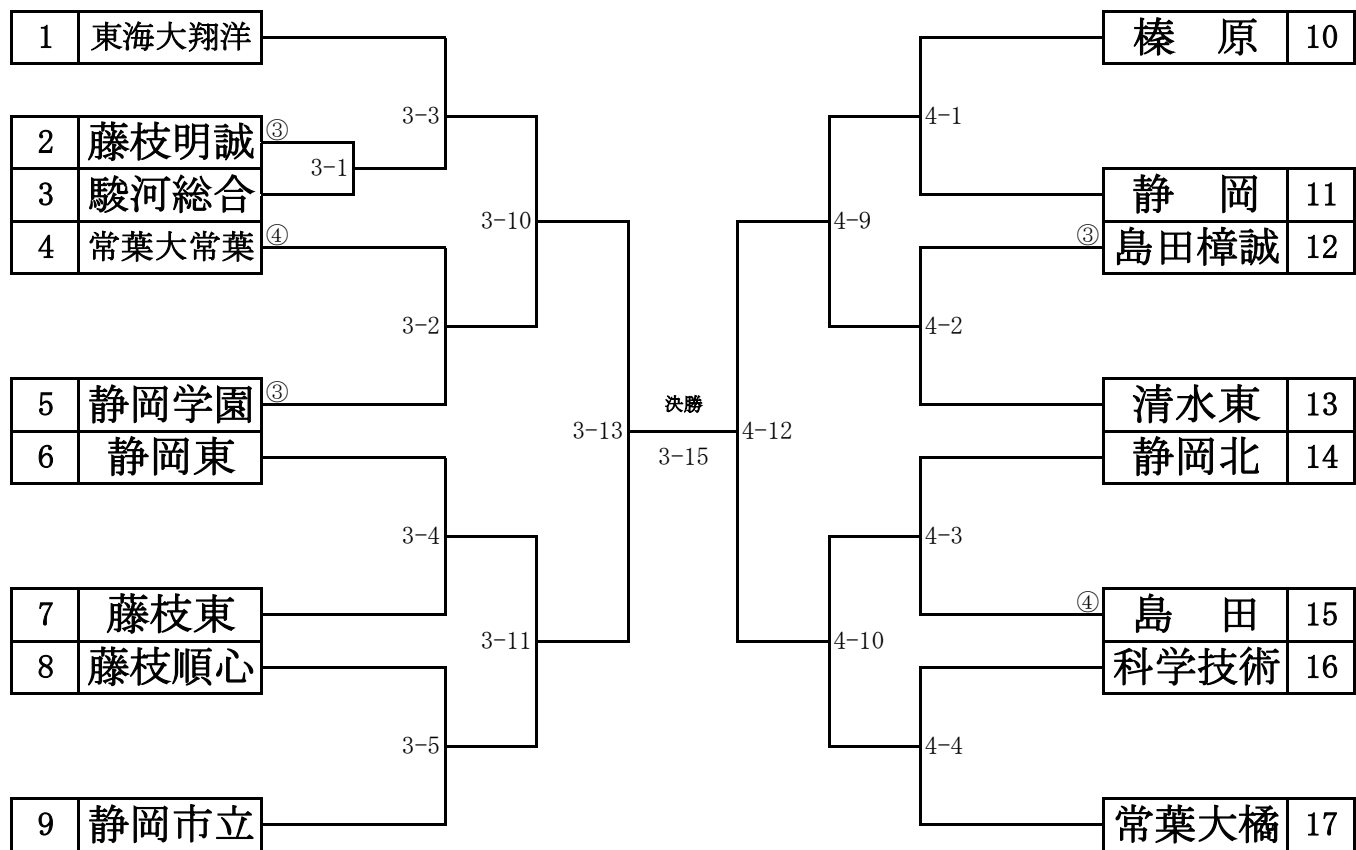 1 東海大翔洋
榛 原 10
3-3
4-1
2 藤枝明誠 ③
3-1
3 駿河総合
静 岡 11
3-10
4-9
4 常葉大常葉 ④
③ 島田樟誠 12
3-2
4-2
5 静岡学園 ③
清水東 13
決勝
3-13
4-12
6 静岡東
3-15
静岡北 14
3-4
4-3
7 藤枝東
④ 島 田 15
3-11
4-10
8 藤枝順心
科学技術 16
3-5
4-4
9 静岡市立
常葉大橘 17